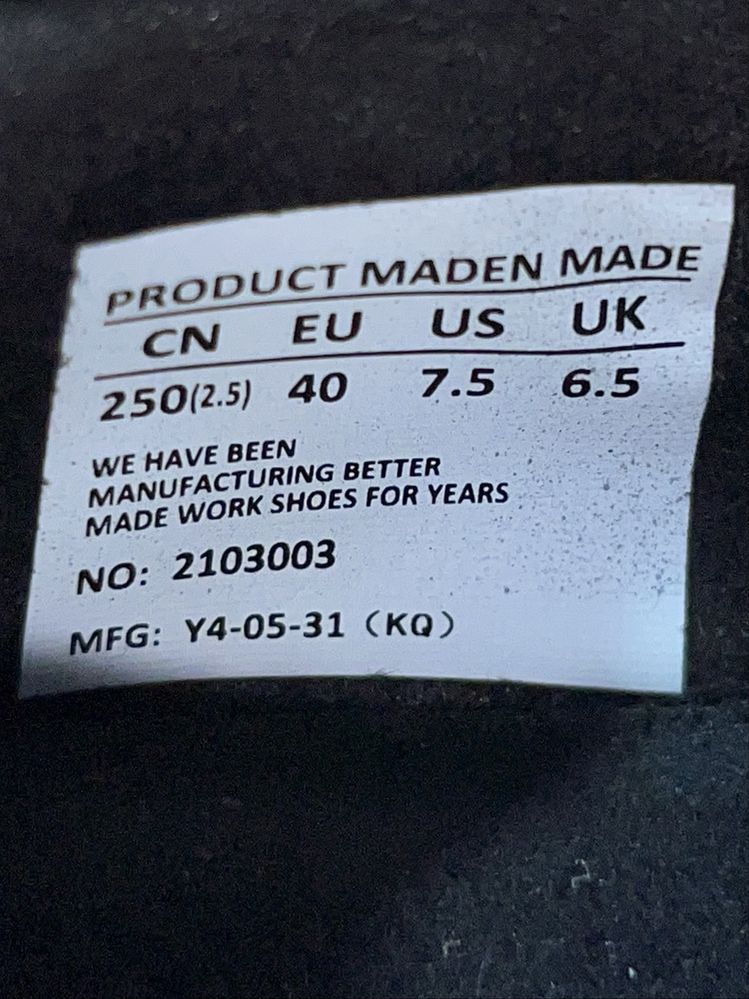 PRODUCT MADEN MADE
CN EU US UK
250(2.5) 40 7.5 6.5
WE HAVE BEEN
MANUFACTURING BETTER
MADE WORK SHOES FOR YEARS
NO: 2103003
MFG: Y4-05-31（KQ）